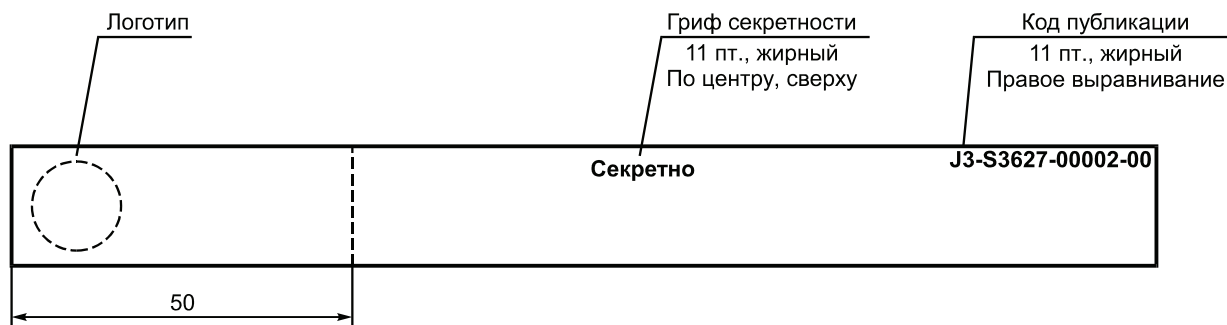 Логотип
Гриф секретности
11 пт., жирный
По центру, сверху
Код публикации
11 пт., жирный
Правое выравнивание
Секретно
J3-S3627-00002-00
50